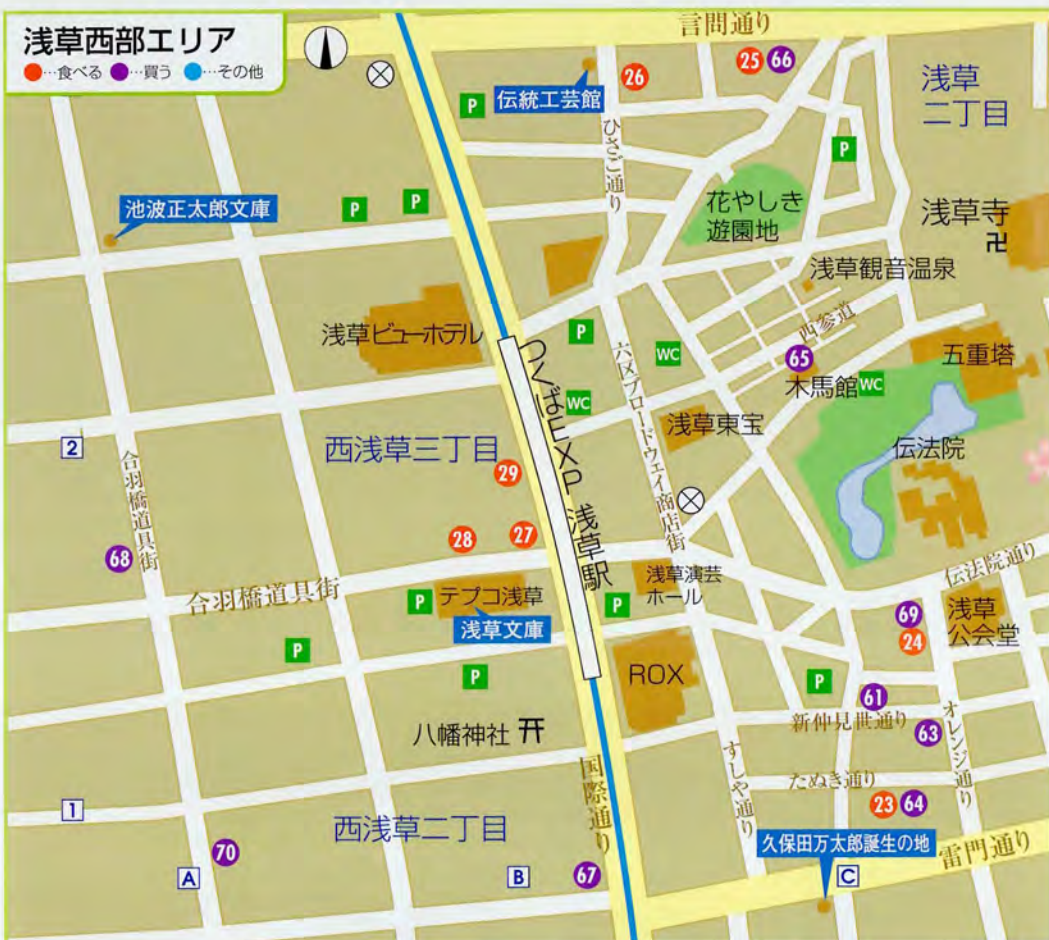 浅草西部エリア
●…食べる ●…買う ●…その他
言問通り
浅草
二丁目
25
66
26
伝統工芸館
P
ひさご通り
P
池波正太郎文庫
P
P
花やしき
遊園地
浅草寺
卍
浅草観音温泉
浅草ビューホテル
つくばEXP 浅草駅
P
WC
WC
六区ブロードウェイ商店街
西参道
65
木馬館
WC
五重塔
浅草東宝
伝法院
2
西浅草三丁目
29
合羽橋道具街
68
28
27
合羽橋道具街
P
テプコ浅草
浅草文庫
P
浅草演芸
ホール
伝法院通り
69
24
浅草
公会堂
P
P
ROX
P
61
新仲見世通り
63
オレンジ通り
八幡神社
国際通り
すしや通り
たぬき通り
23
64
1
西浅草二丁目
久保田万太郎誕生の地
雷門通り
70
A
B
67
C